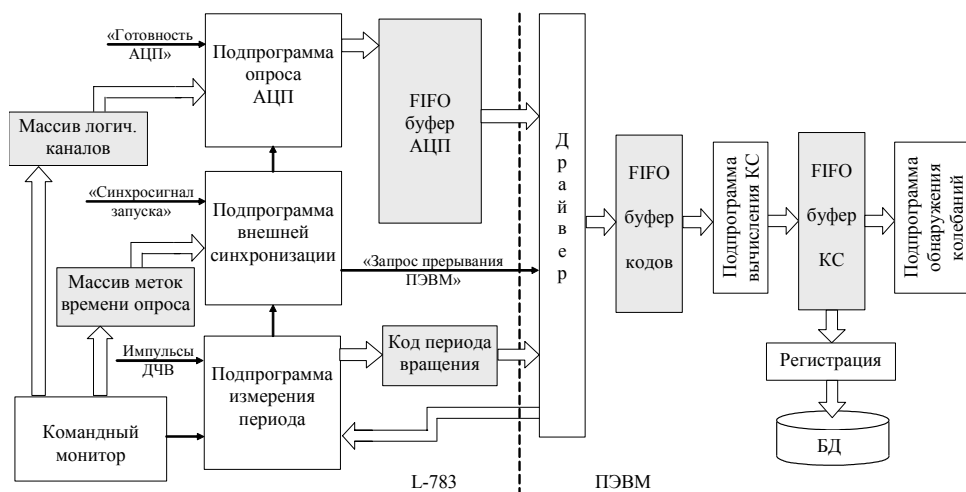 «Готовность
АЦП»
Подпрограмма
опроса
АЦП
FIFO
буфер
АЦП
Массив логич.
каналов
«Синхросигнал
запуска»
Подпрограмма
внешней
синхронизации
«Запрос прерывания
ПЭВМ»
Массив меток
времени опроса
Импульсы
ДЧВ
Подпрограмма
измерения
периода
Код периода
вращения
Командный
монитор
L-783
ПЭВМ
Драйвер
FIFO
буфер
кодов
Подпрограмма
вычисления КС
FIFO
буфер
КС
Подпрограмма
обнаружения
кодебаний
Регистрация
БД